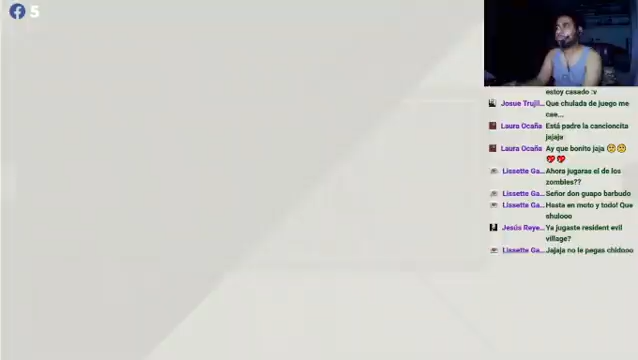 5
estoy casado :v
Josue Trujil... Que chulada de juego me
cae...
Laura Ocaña Está padre la cancioncita
jajaja
Laura Ocaña Ay que bonito jaja
Lissette Ga... Ahora jugaras el de los
zombles??
Lissette Ga... Señor don guapo barbudo
Lissette Ga... Hasta en moto y todo! Que
shulooo
Jesús Reye... Ya jugaste resident evil
village?
Lissette Ga... Jajaja no le pegas chidooo